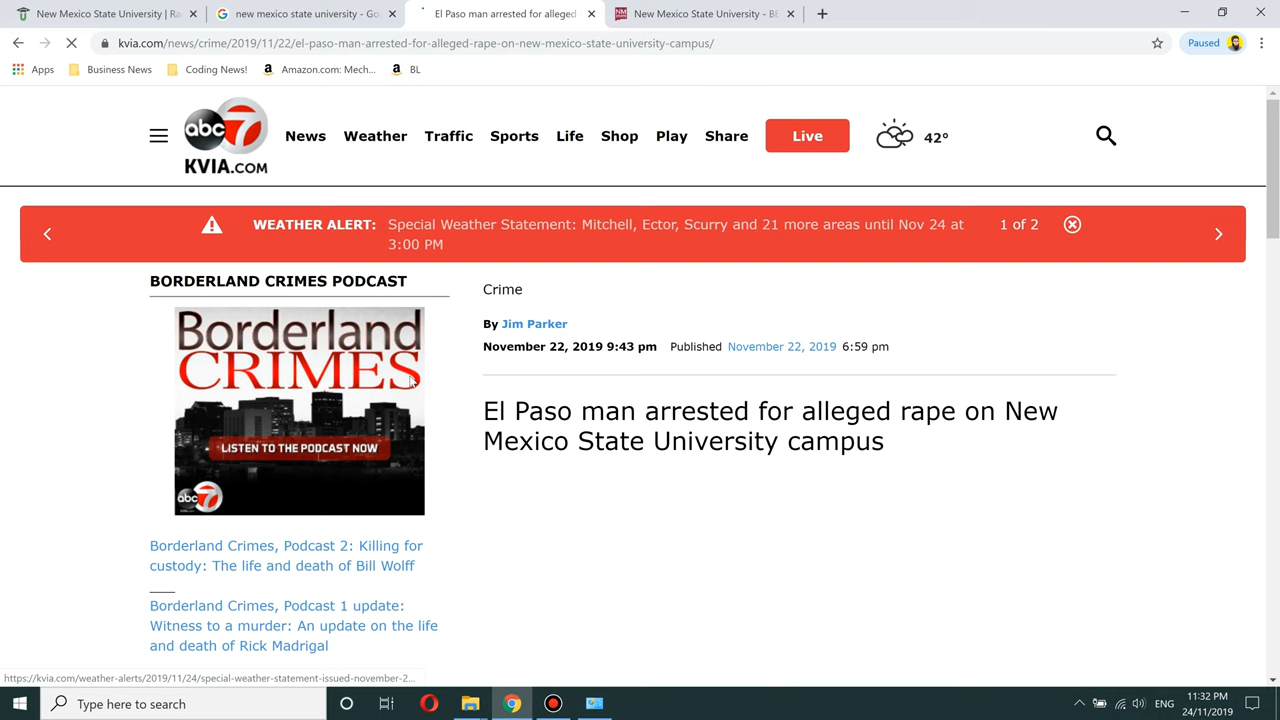 New Mexico State University | Ra
new mexico state university - Go
El Paso man arrested for alleged
New Mexico State University - BE
kvia.com/news/crime/2019/11/22/el-paso-man-arrested-for-alleged-rape-on-new-mexico-state-university-campus/
Paused
Apps
Business News
Coding News!
Amazon.com: Mech...
BL
abc 7
KVIA.COM
News
Weather
Traffic
Sports
Life
Shop
Play
Share
Live
42°
WEATHER ALERT:
Special Weather Statement: Mitchell, Ector, Scurry and 21 more areas until Nov 24 at
3:00 PM
1 of 2
BORDERLAND CRIMES PODCAST
Borderland
CRIMES
LISTEN TO THE PODCAST NOW
abc 7
Borderland Crimes, Podcast 2: Killing for
custody: The life and death of Bill Wolff
Borderland Crimes, Podcast 1 update:
Witness to a murder: An update on the life
and death of Rick Madrigal
Crime
By Jim Parker
November 22, 2019 9:43 pm Published November 22, 2019 6:59 pm
El Paso man arrested for alleged rape on New
Mexico State University campus
https://kvia.com/weather-alerts/2019/11/24/special-weather-statement-issued-november-2...
Type here to search
ENG
11:32 PM
24/11/2019